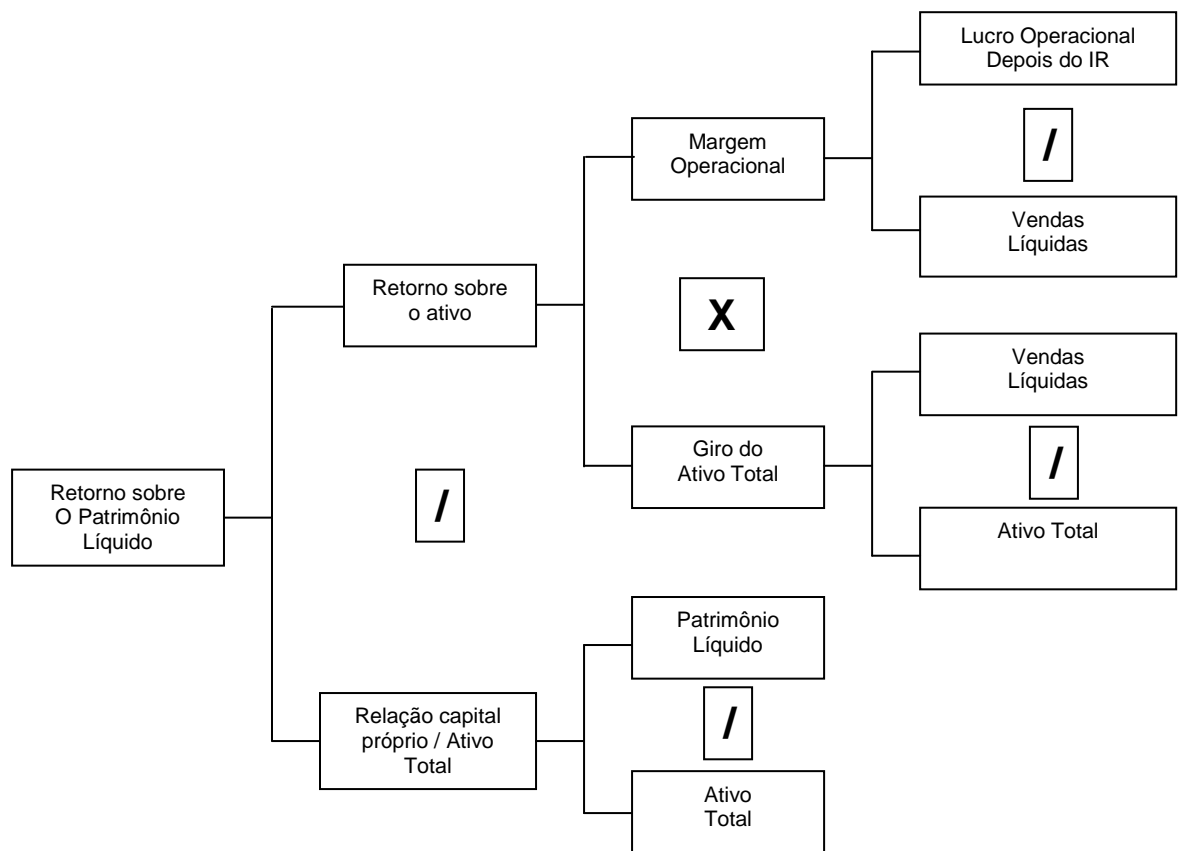 Lucro Operacional
Depois do IR
/
Margem
Operacional
Vendas
Líquidas
Retorno sobre
o ativo
X
Vendas
Líquidas
Giro do
Ativo Total
/
Retorno sobre
O Patrimônio
Líquido
/
Ativo Total
Patrimônio
Líquido
Relação capital
próprio / Ativo
Total
/
Ativo
Total